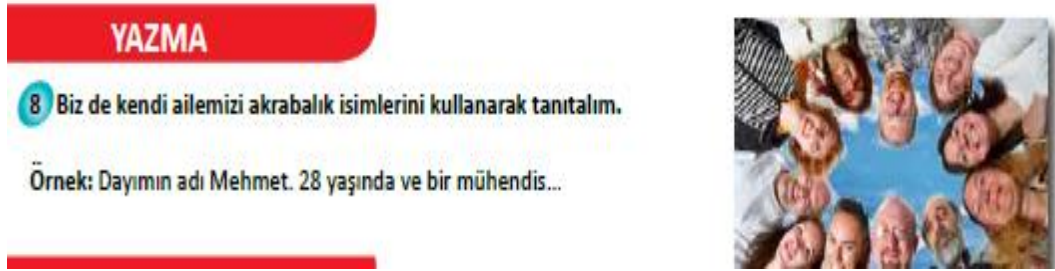 YAZMA
8 Biz de kendi ailemizi akrabalık isimlerini kullanarak tanıtalım.
Örnek: Dayımın adı Mehmet. 28 yaşında ve bir mühendis...